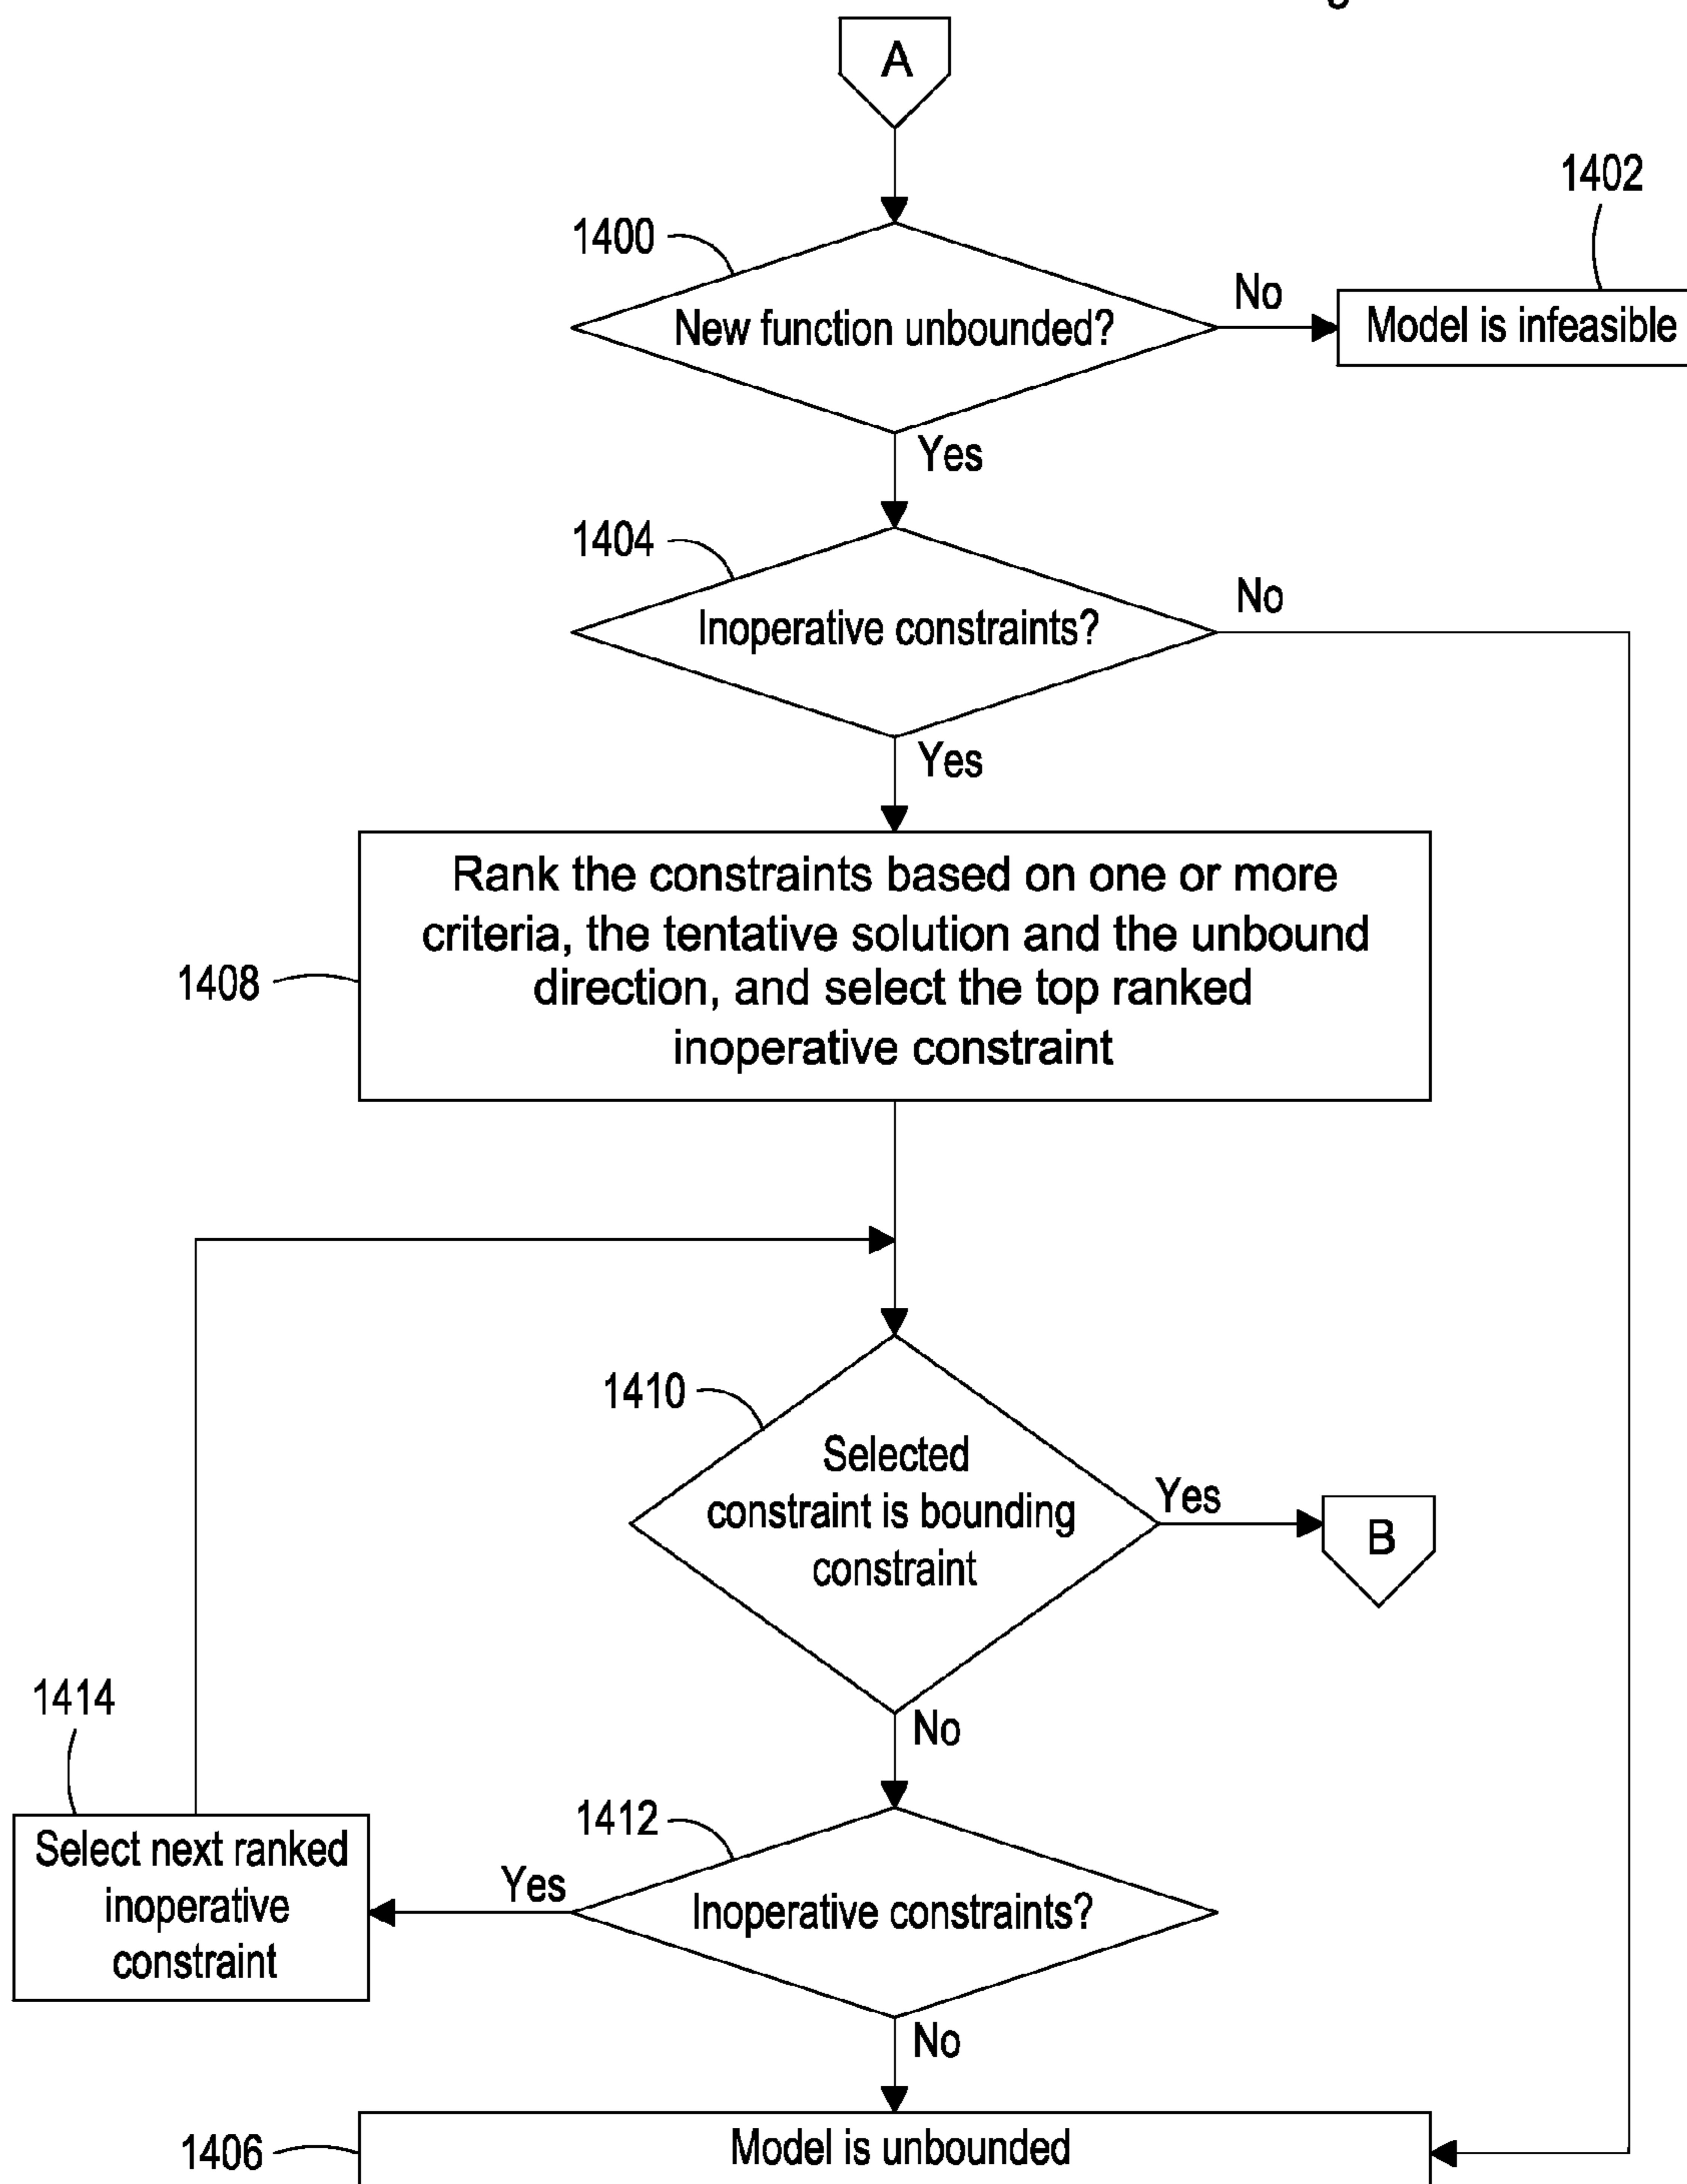 A
1402
1400
No
New function unbounded?
Model is infeasible
Yes
1404
No
Inoperative constraints?
Yes
Rank the constraints based on one or more
criteria, the tentative solution and the unbound
1408
direction, and select the top ranked
inoperative constraint
1410
Selected
Yes
constraint is bounding
B
constraint
1414
No
1412
Select next ranked
Yes
inoperative
Inoperative constraints?
constraint
No
1406
Model is unbounded